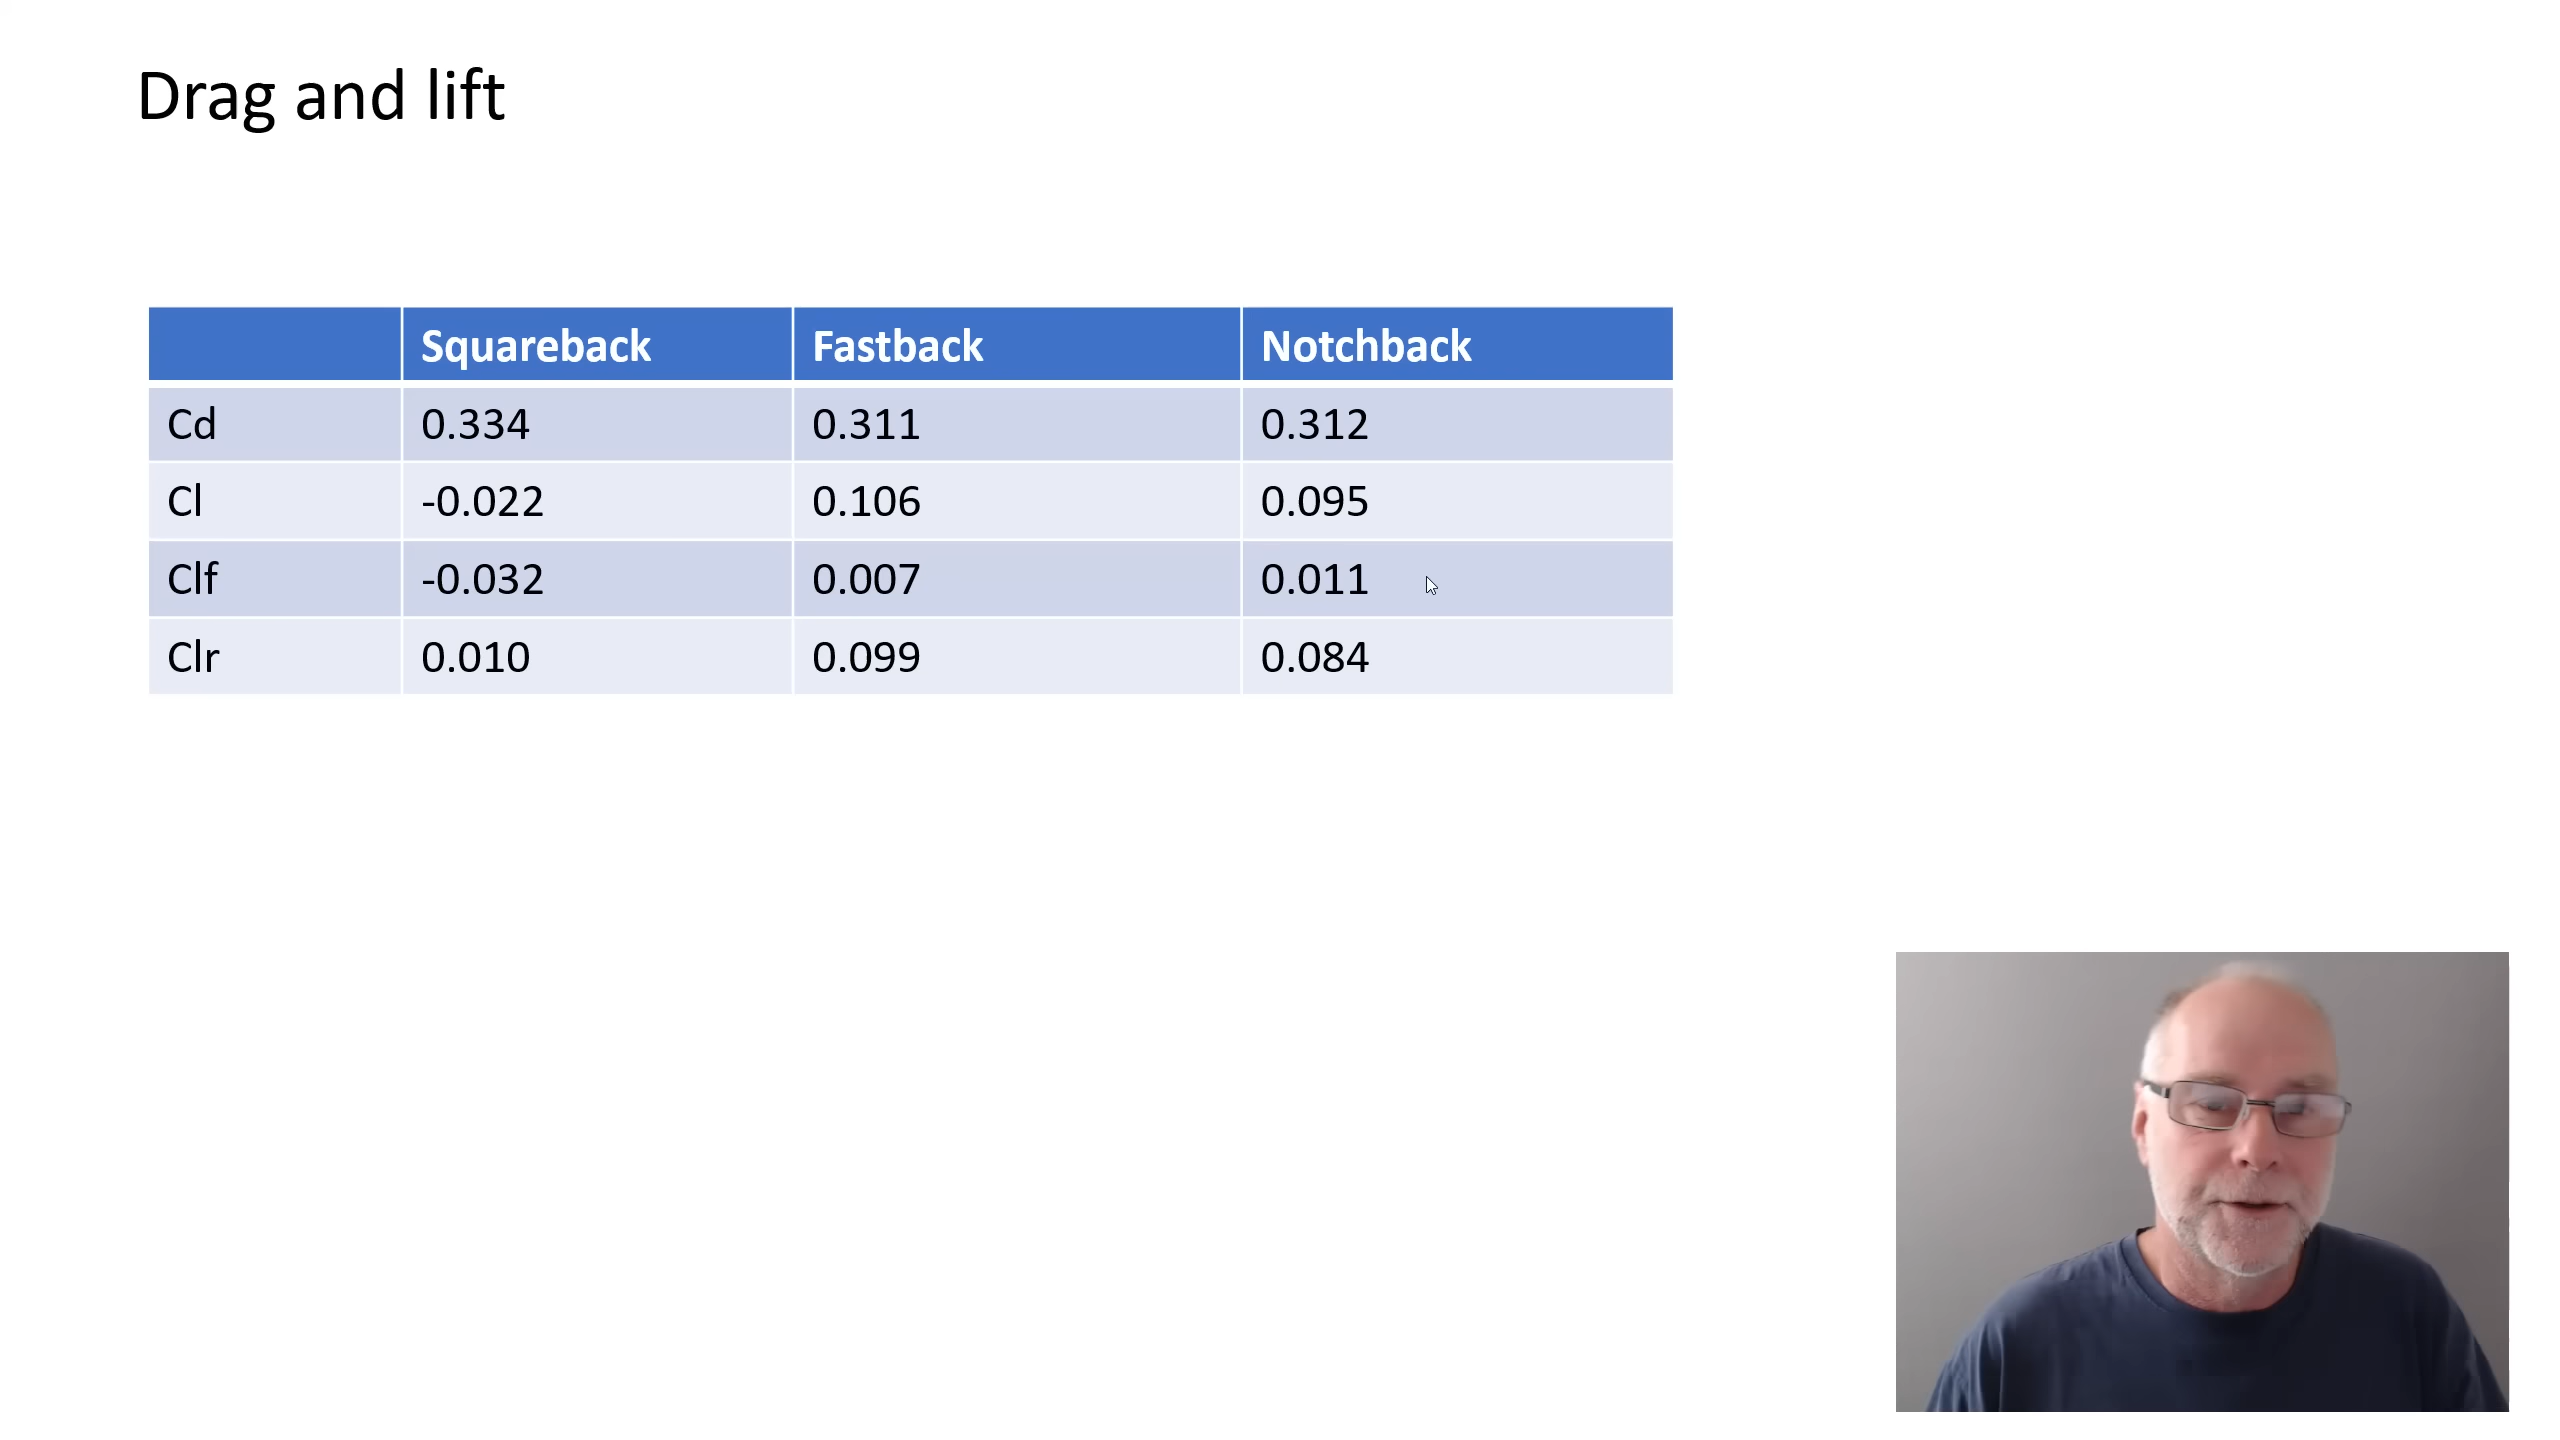 Drag and lift
Squareback Fastback Notchback
Cd 0.334 0.311 0.312
Cl -0.022 0.106 0.095
Clf -0.032 0.007 0.011
Clr 0.010 0.099 0.084